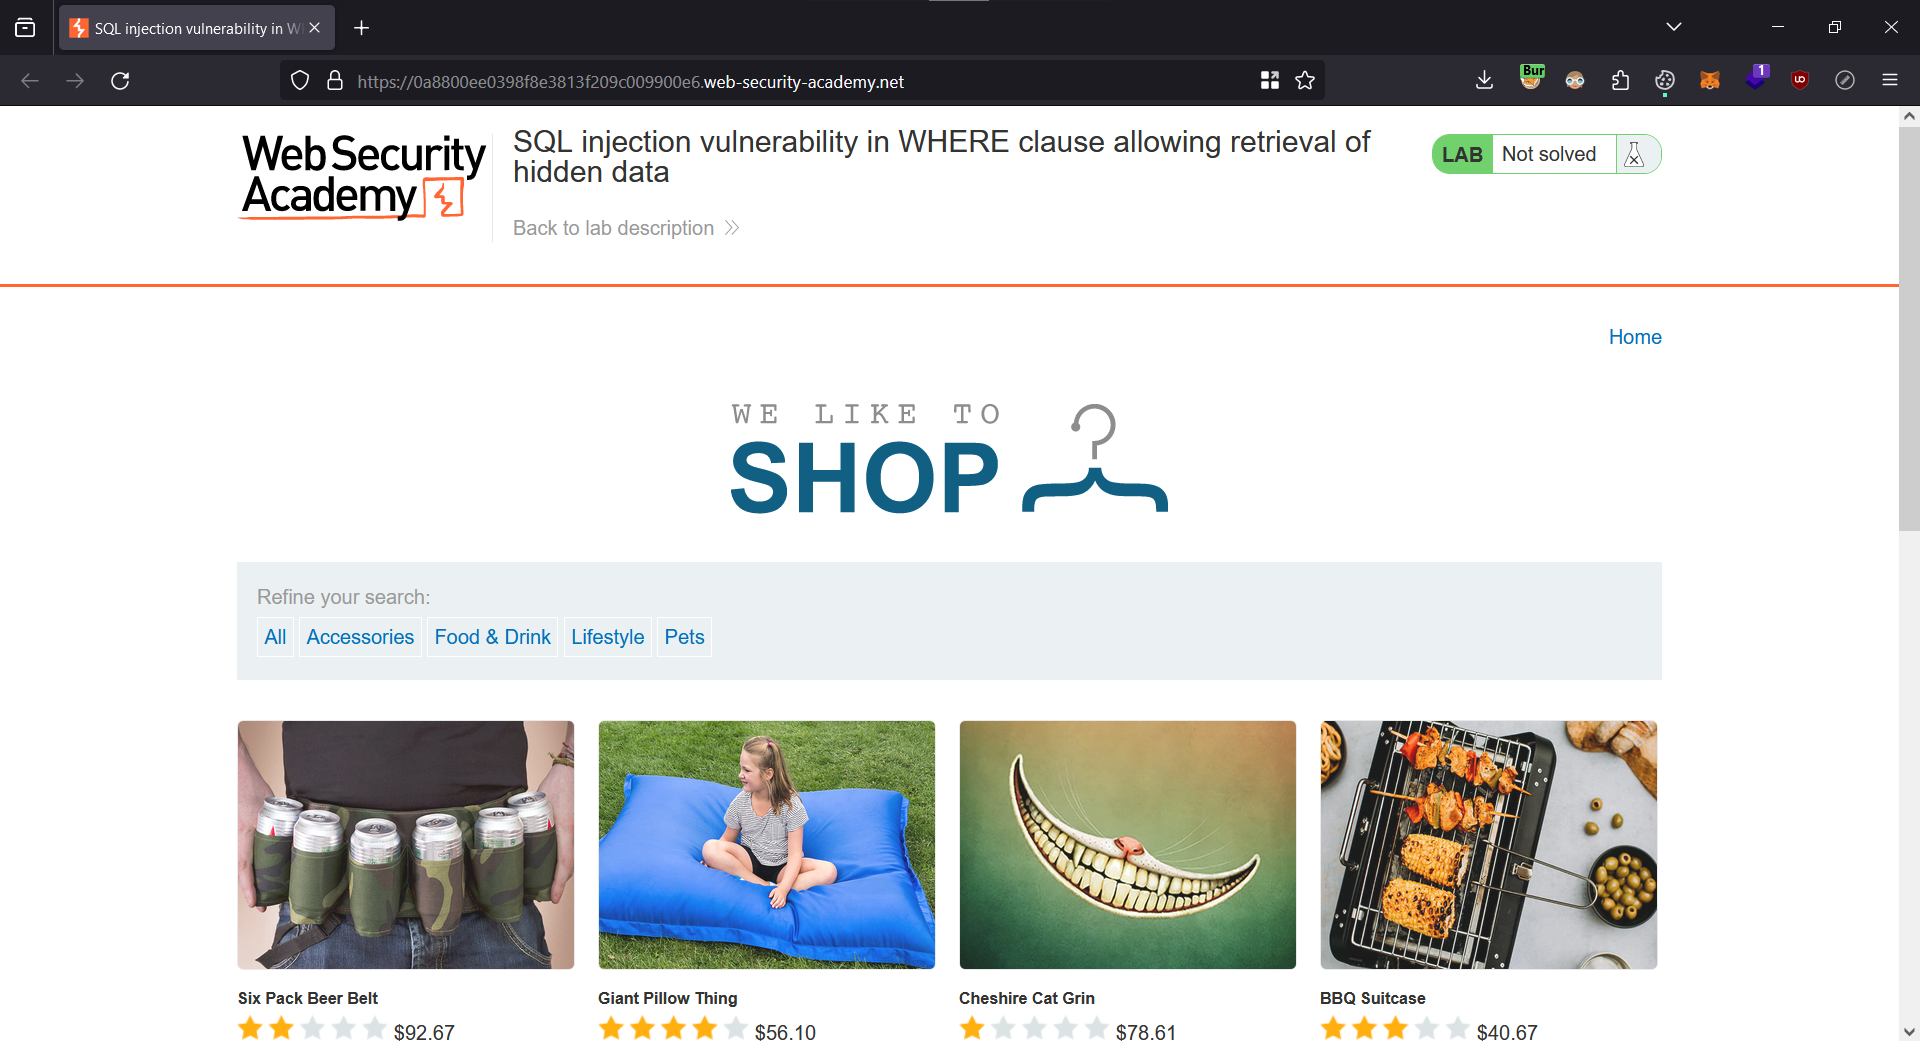 SQL injection vulnerability in WH
https://0a8800ee0398f8e3813f209c009900e6.web-security-academy.net
Bur
1
Web Security
Academy
SQL injection vulnerability in WHERE clause allowing retrieval of
hidden data
Back to lab description
LAB Not solved
Home
WE LIKE TO
SHOP
Refine your search:
All Accessories Food & Drink Lifestyle Pets
Six Pack Beer Belt
$92.67
Giant Pillow Thing
$56.10
Cheshire Cat Grin
$78.61
BBQ Suitcase
$40.67